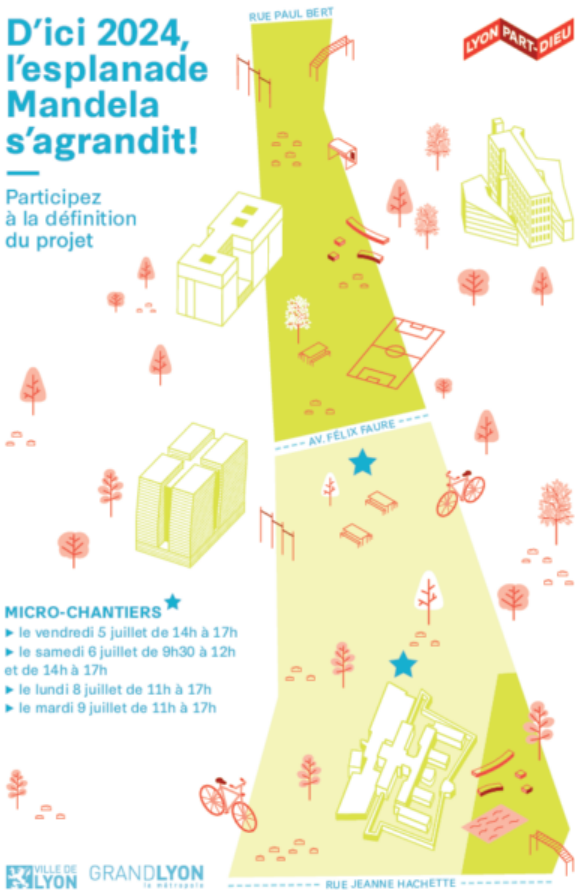 RUE PAUL BERT
D'ici 2024,
l'esplanade
Mandela
s'agrandit!
LYON PART-DIEU
Participez
à la définition
du projet
AV. FÉLIX FAURE
MICRO-CHANTIERS
► le vendredi 5 juillet de 14h à 17h
► le samedi 6 juillet de 9h30 à 12h
et de 14h à 17h
► le lundi 8 juillet de 11h à 17h
► le mardi 9 juillet de 11h à 17h
VILLE DE
LYON
GRANDLYON
la métropole
RUE JEANNE HACHETTE